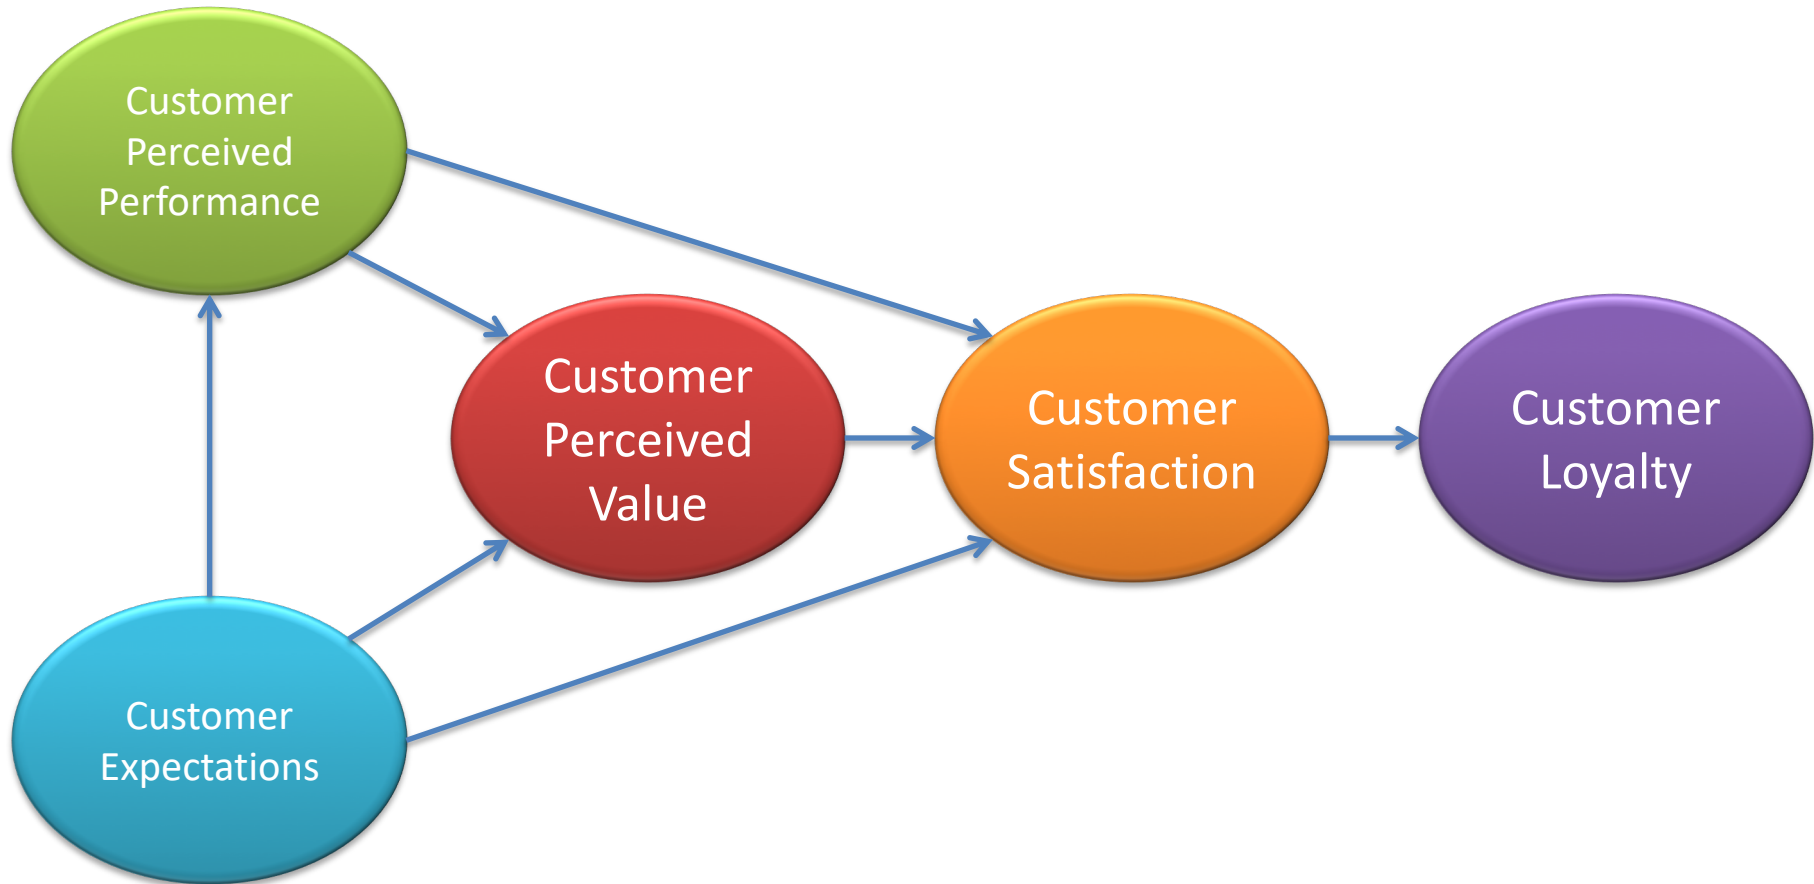 Customer
Perceived
Performance
Customer
Perceived
Value
Customer
Satisfaction
Customer
Loyalty
Customer
Expectations